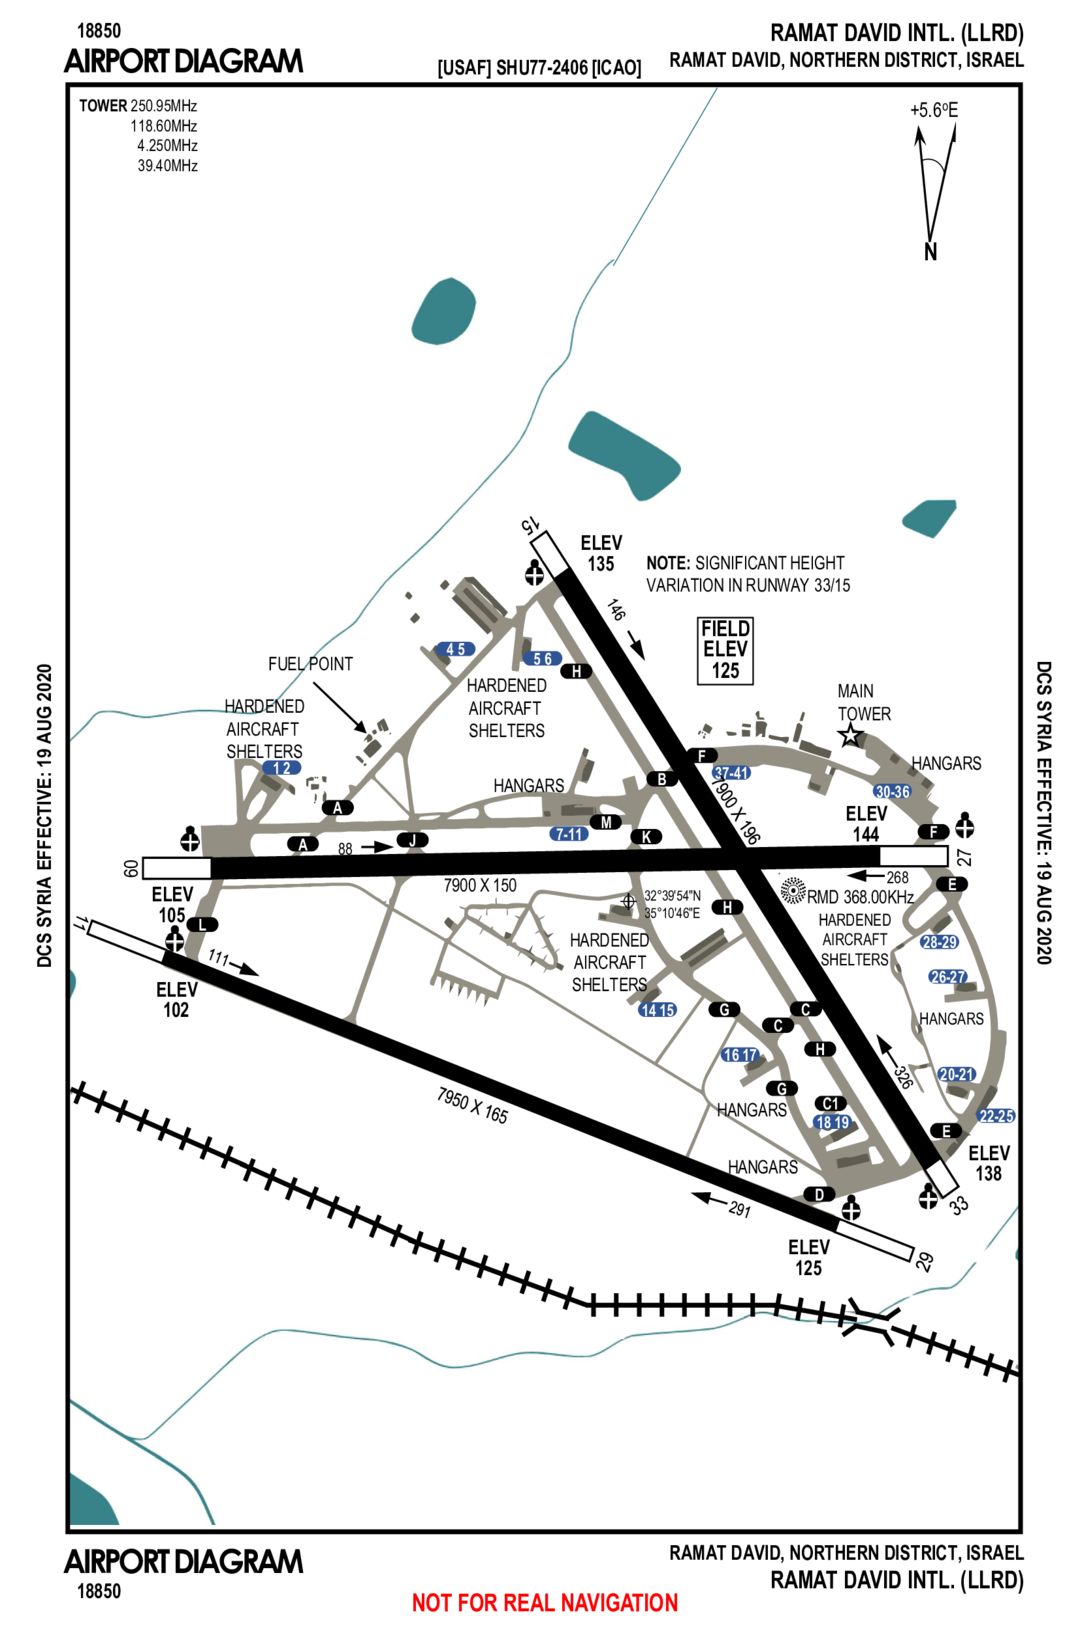 18850
AIRPORT DIAGRAM
[USAF] SHU77-2406 [ICAO]
RAMAT DAVID INTL. (LLRD)
RAMAT DAVID, NORTHERN DISTRICT, ISRAEL
TOWER 250.95MHz
118.60MHz
4.250MHz
39.40MHz
+5.6ºE
N
15
ELEV
135
NOTE: SIGNIFICANT HEIGHT
VARIATION IN RUNWAY 33/15
146
FIELD
ELEV
125
4 5
5 6
H
FUEL POINT
HARDENED
AIRCRAFT
SHELTERS
HARDENED
AIRCRAFT
SHELTERS
MAIN
TOWER
1 2
HANGARS
F
37-41
B
HANGARS
30-36
7900 X 196
A
7-11
M
K
ELEV
144
F
A
88
J
09
27
268
7900 X 150
E
ELEV
105
L
32°39'54"N
35°10'46"E
H
RMD 368.00KHz
HARDENED
AIRCRAFT
SHELTERS
28-29
11
111
HARDENED
AIRCRAFT
SHELTERS
26-27
ELEV
102
14 15
G
C
C
HANGARS
H
16 17
326
20-21
G
7950 X 165
HANGARS
C1
18 19
22-25
E
HANGARS
ELEV
138
D
291
33
ELEV
125
29
DCS SYRIA EFFECTIVE: 19 AUG 2020
DCS SYRIA EFFECTIVE: 19 AUG 2020
AIRPORT DIAGRAM
18850
NOT FOR REAL NAVIGATION
RAMAT DAVID, NORTHERN DISTRICT, ISRAEL
RAMAT DAVID INTL. (LLRD)